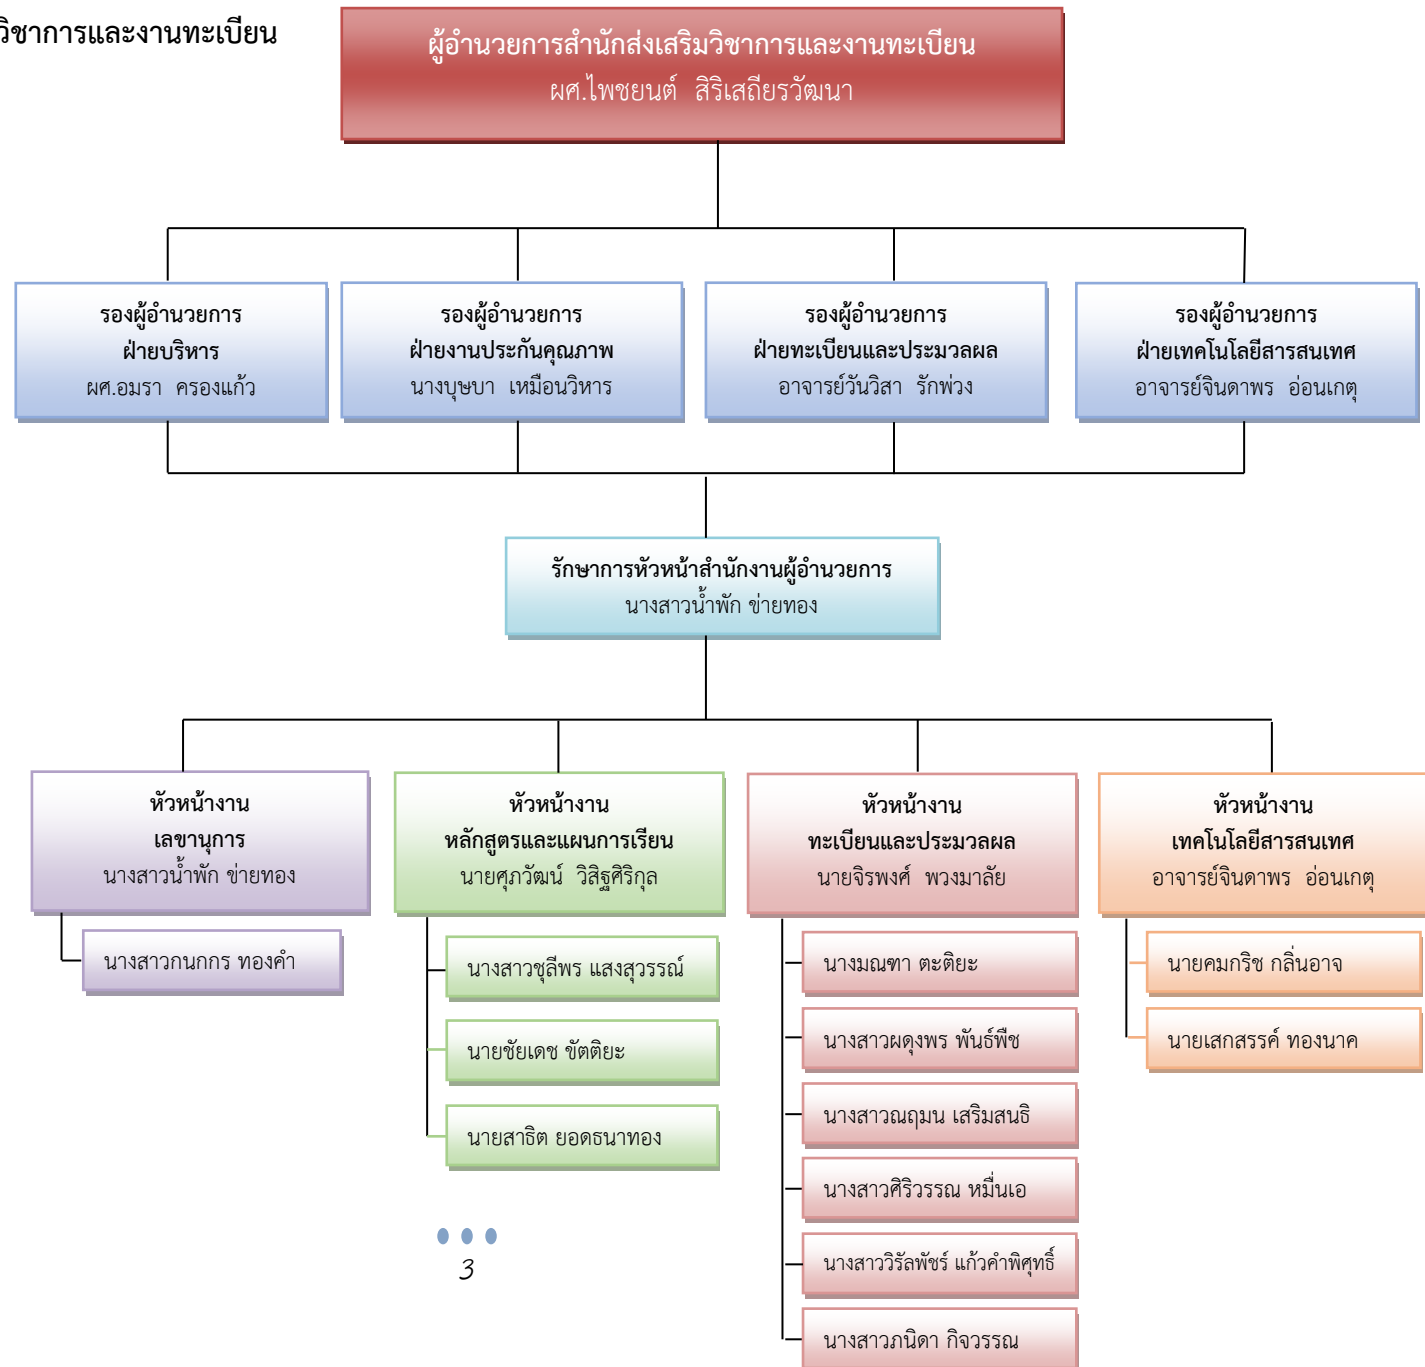 วิชาการและงานทะเบียน
ผู้อำนวยการสำนักส่งเสริมวิชาการและงานทะเบียน
ผศ.ไพชยนต์ สิริเสถียรวัฒนา
รองผู้อำนวยการ
ฝ่ายบริหาร
ผศ.อมรา ครองแก้ว
รองผู้อำนวยการ
ฝ่ายงานประกันคุณภาพ
นางบุษบา เหมือนวิหาร
รองผู้อำนวยการ
ฝ่ายทะเบียนและประมวลผล
อาจารย์วันวิสา รักพ่วง
รองผู้อำนวยการ
ฝ่ายเทคโนโลยีสารสนเทศ
อาจารย์จินดาพร อ่อนเกตุ
รักษาการหัวหน้าสำนักงานผู้อำนวยการ
นางสาวน้ำพัก ข่ายทอง
หัวหน้างาน
เลขานุการ
นางสาวน้ำพัก ข่ายทอง
นางสาวกนกกร ทองคำ
หัวหน้างาน
หลักสูตรและแผนการเรียน
นายศุภวัฒน์ วิสิฐศิริกุล
นางสาวชุลีพร แสงสุวรรณ์
นายชัยเดช ขัตติยะ
นายสาธิต ยอดธนาทอง
หัวหน้างาน
ทะเบียนและประมวลผล
นายจิรพงศ์ พวงมาลัย
นางมณฑา ตะติยะ
นางสาวผดุงพร พันธ์พืช
นางสาวณฤมน เสริมสนธิ
นางสาวศิริวรรณ หมื่นเอ
นางสาววิรัลพัชร์ แก้วคำพิศุทธิ์
นางสาวภนิดา กิจวรรณ
หัวหน้างาน
เทคโนโลยีสารสนเทศ
อาจารย์จินดาพร อ่อนเกตุ
นายคมกริช กลิ่นอาจ
นายเสกสรรค์ ทองนาค
3